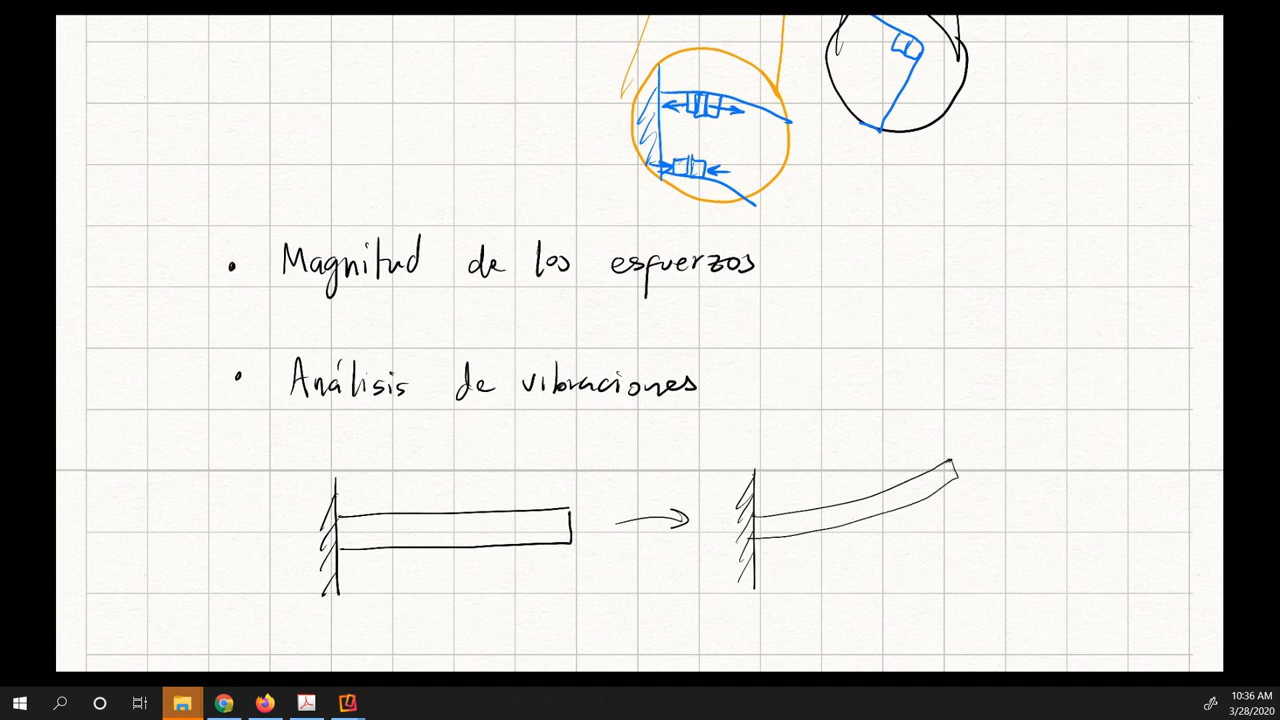 • Magnitud de los esfuerzos
• Análisis de vibraciones
10:36 AM
3/28/2020